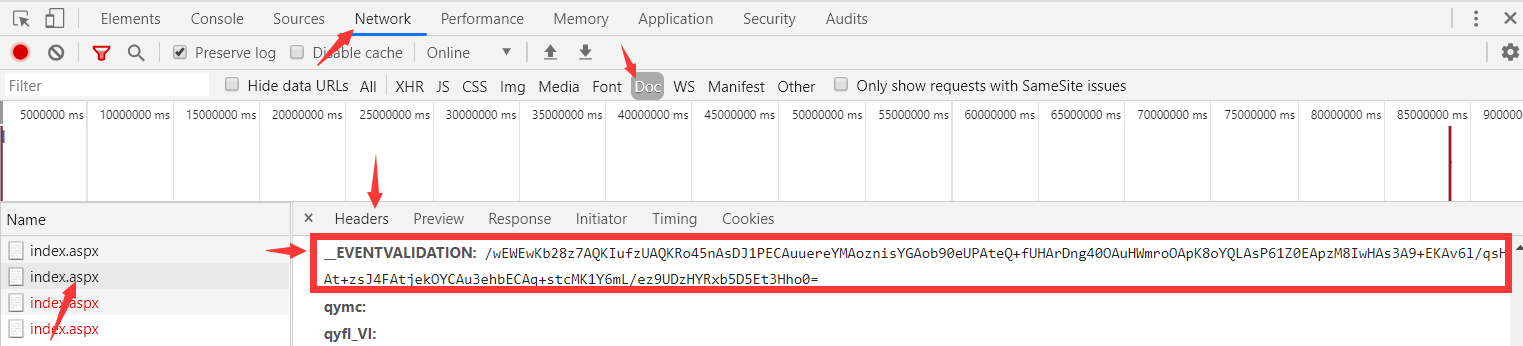 Elements Console Sources Network Performance Memory Application Security Audits
Preserve log Disable cache Online
Filter Hide data URLs All XHR JS CSS Img Media Font Doc WS Manifest Other Only show requests with SameSite issues
5000000 ms 10000000 ms 15000000 ms 20000000 ms 25000000 ms 30000000 ms 35000000 ms 40000000 ms 45000000 ms 50000000 ms 55000000 ms 60000000 ms 65000000 ms 70000000 ms 75000000 ms 80000000 ms 85000000 ms 900000
Name × Headers Preview Response Initiator Timing Cookies
index.aspx
__EVENTVALIDATION: /wEWEwKb28z7AQKIufzUAQKRo45nAsDJ1PECAuuereYMAoznisYGAob90eUPAteQ+fUHArDng40OAuHWmroOApK8oYQLAsP61Z0EApzM8IwHAs3A9+EKAv6l/qsH
index.aspx
At+zsJ4FAtjekOYCAu3ehbECAq+stcMK1Y6mL/ez9UDzHYRxb5D5Et3Hho0=
index.aspx
qymc:
index.aspx
qyfl_VI: